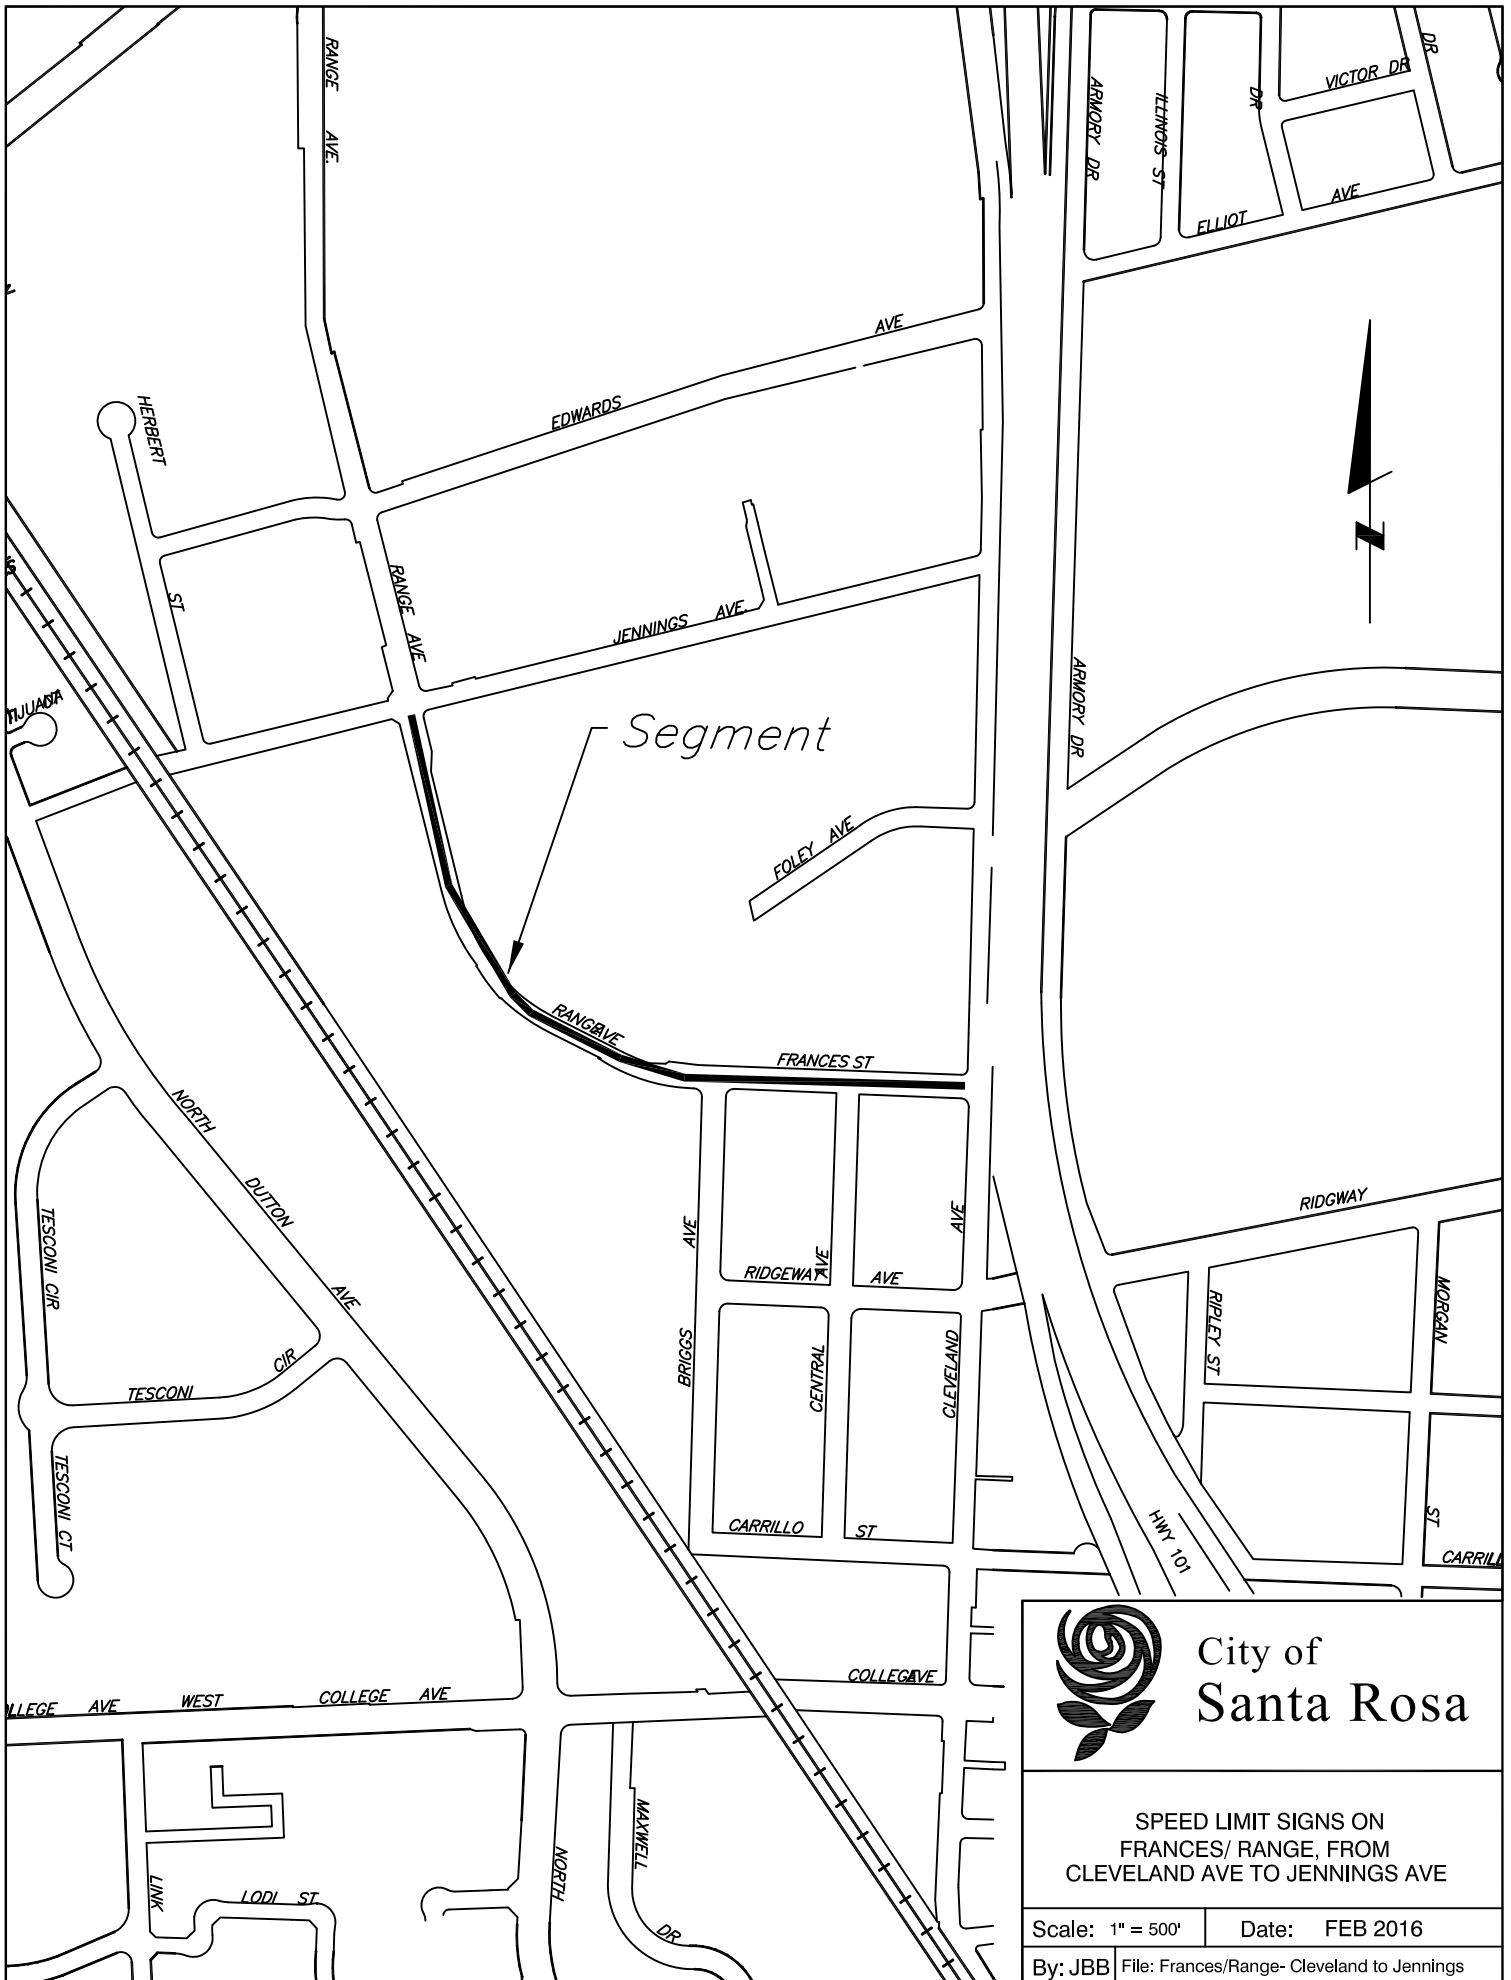 RANGE AVE.
ARMORY DR
ILLINOIS ST
DR
VICTOR DR
DR
ELLIOT AVE
EDWARDS AVE
HERBERT ST
RANGE AVE.
JENNINGS AVE.
ARMORY DR
Segment
FOLEY AVE
RANGE AVE
FRANCES ST
NORTH DUTTON AVE
TESCONI CIR
TESCONI CIR
TESCONI CT
BRIGGS AVE
CENTRAL AVE
CLEVELAND AVE
RIDGEWAY AVE
RIDGWAY
RIPLEY ST
MORGAN ST
CARRILLO ST
HWY 101
COLLEGE AVE
AVE WEST COLLEGE AVE
LINK
LODI ST
NORTH
MAXWELL DR
N
City of
Santa Rosa
SPEED LIMIT SIGNS ON
FRANCES/ RANGE, FROM
CLEVELAND AVE TO JENNINGS AVE
Scale: 1" = 500' Date: FEB 2016
By: JBB File: Frances/Range- Cleveland to Jennings